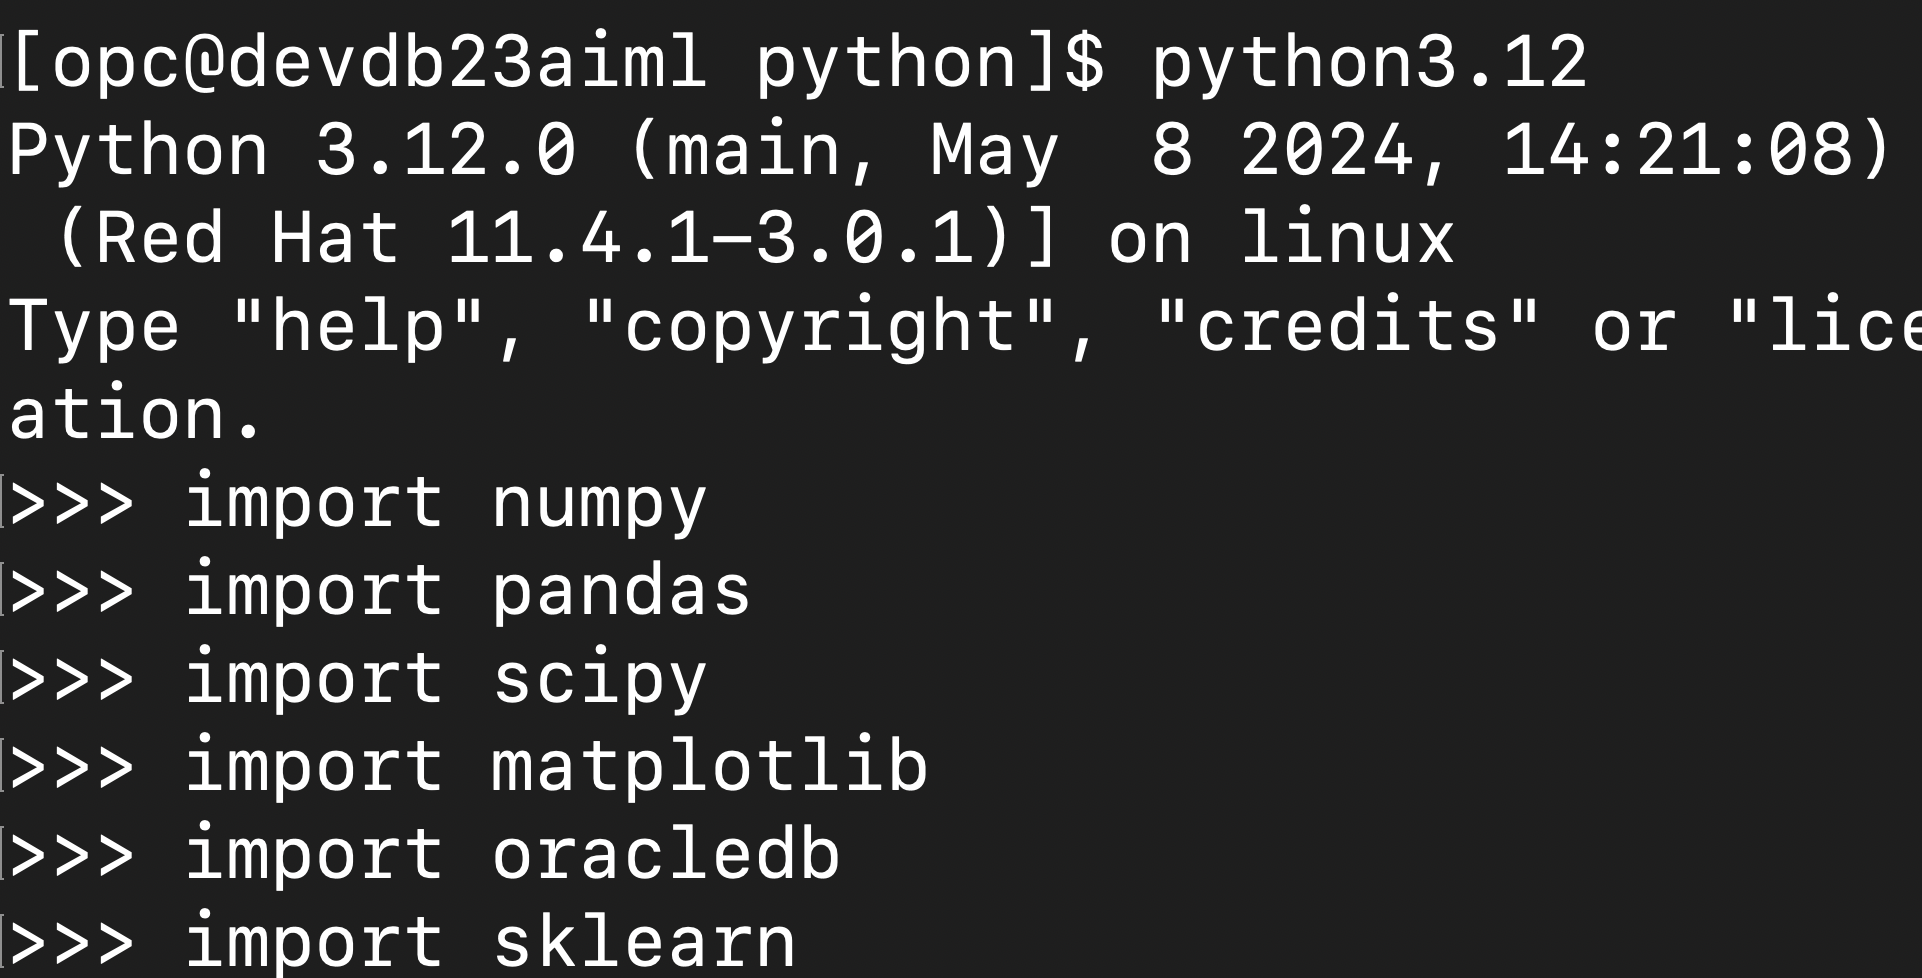 [opc@devdb23aiml python]$ python3.12
Python 3.12.0 (main, May  8 2024, 14:21:08)
 (Red Hat 11.4.1-3.0.1)] on linux
Type "help", "copyright", "credits" or "lice
ation.
>>> import numpy
>>> import pandas
>>> import scipy
>>> import matplotlib
>>> import oracledb
>>> import sklearn